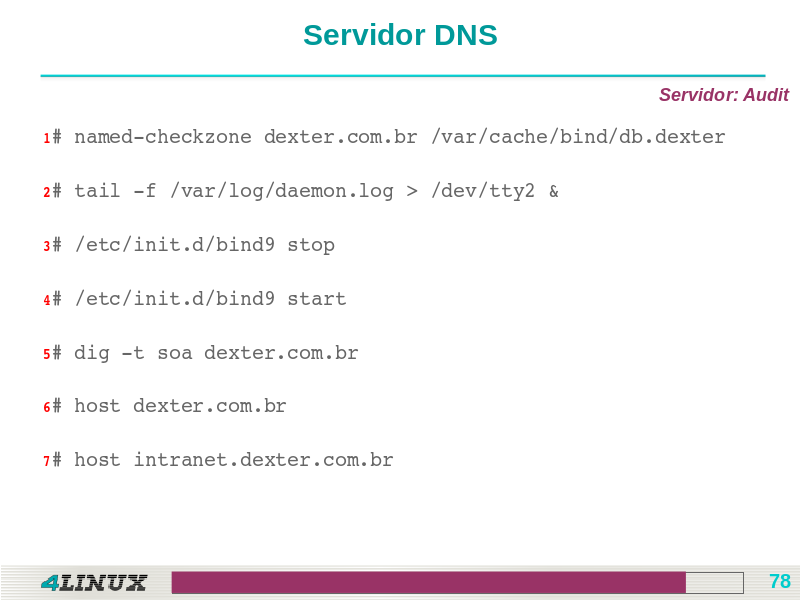 Servidor DNS
Servidor: Audit
1# named-checkzone dexter.com.br /var/cache/bind/db.dexter
2# tail -f /var/log/daemon.log > /dev/tty2 &
3# /etc/init.d/bind9 stop
4# /etc/init.d/bind9 start
5# dig -t soa dexter.com.br
6# host dexter.com.br
7# host intranet.dexter.com.br
4LINUX
78